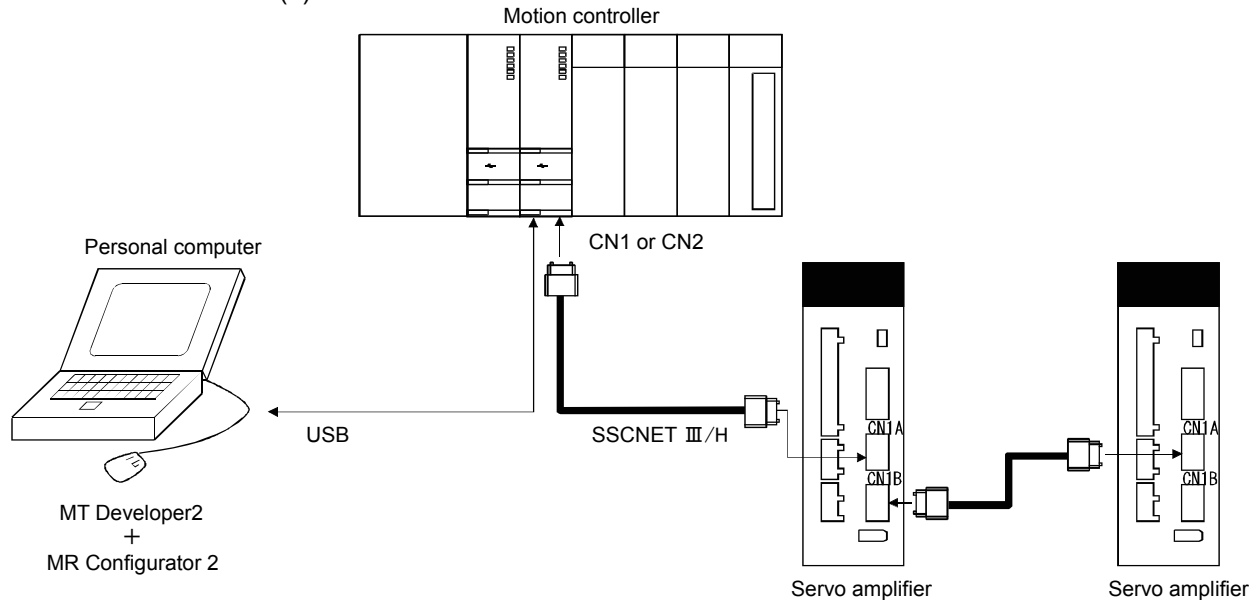 Motion controller
CN1 or CN2
Personal computer
USB
SSCNET Ⅲ/H
CN1A
CN1B
CN1A
CN1B
MT Developer2
+
MR Configurator 2
Servo amplifier
Servo amplifier